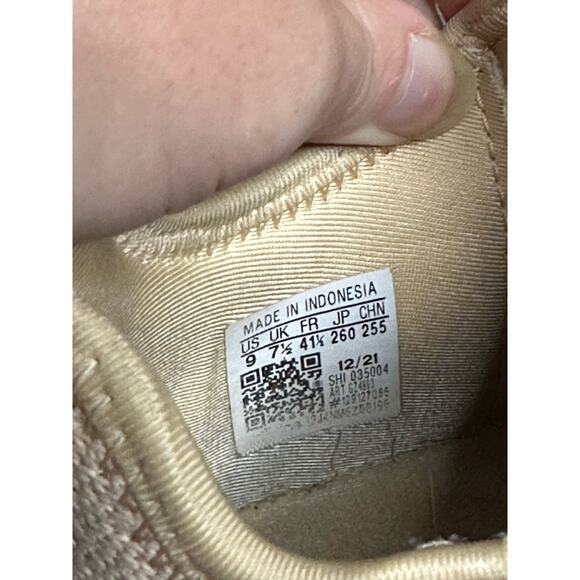 MADE IN INDONESIA
US UK FR JP CHN
9 7½ 41⅓ 260 255
12/21
SHI 035004
ART